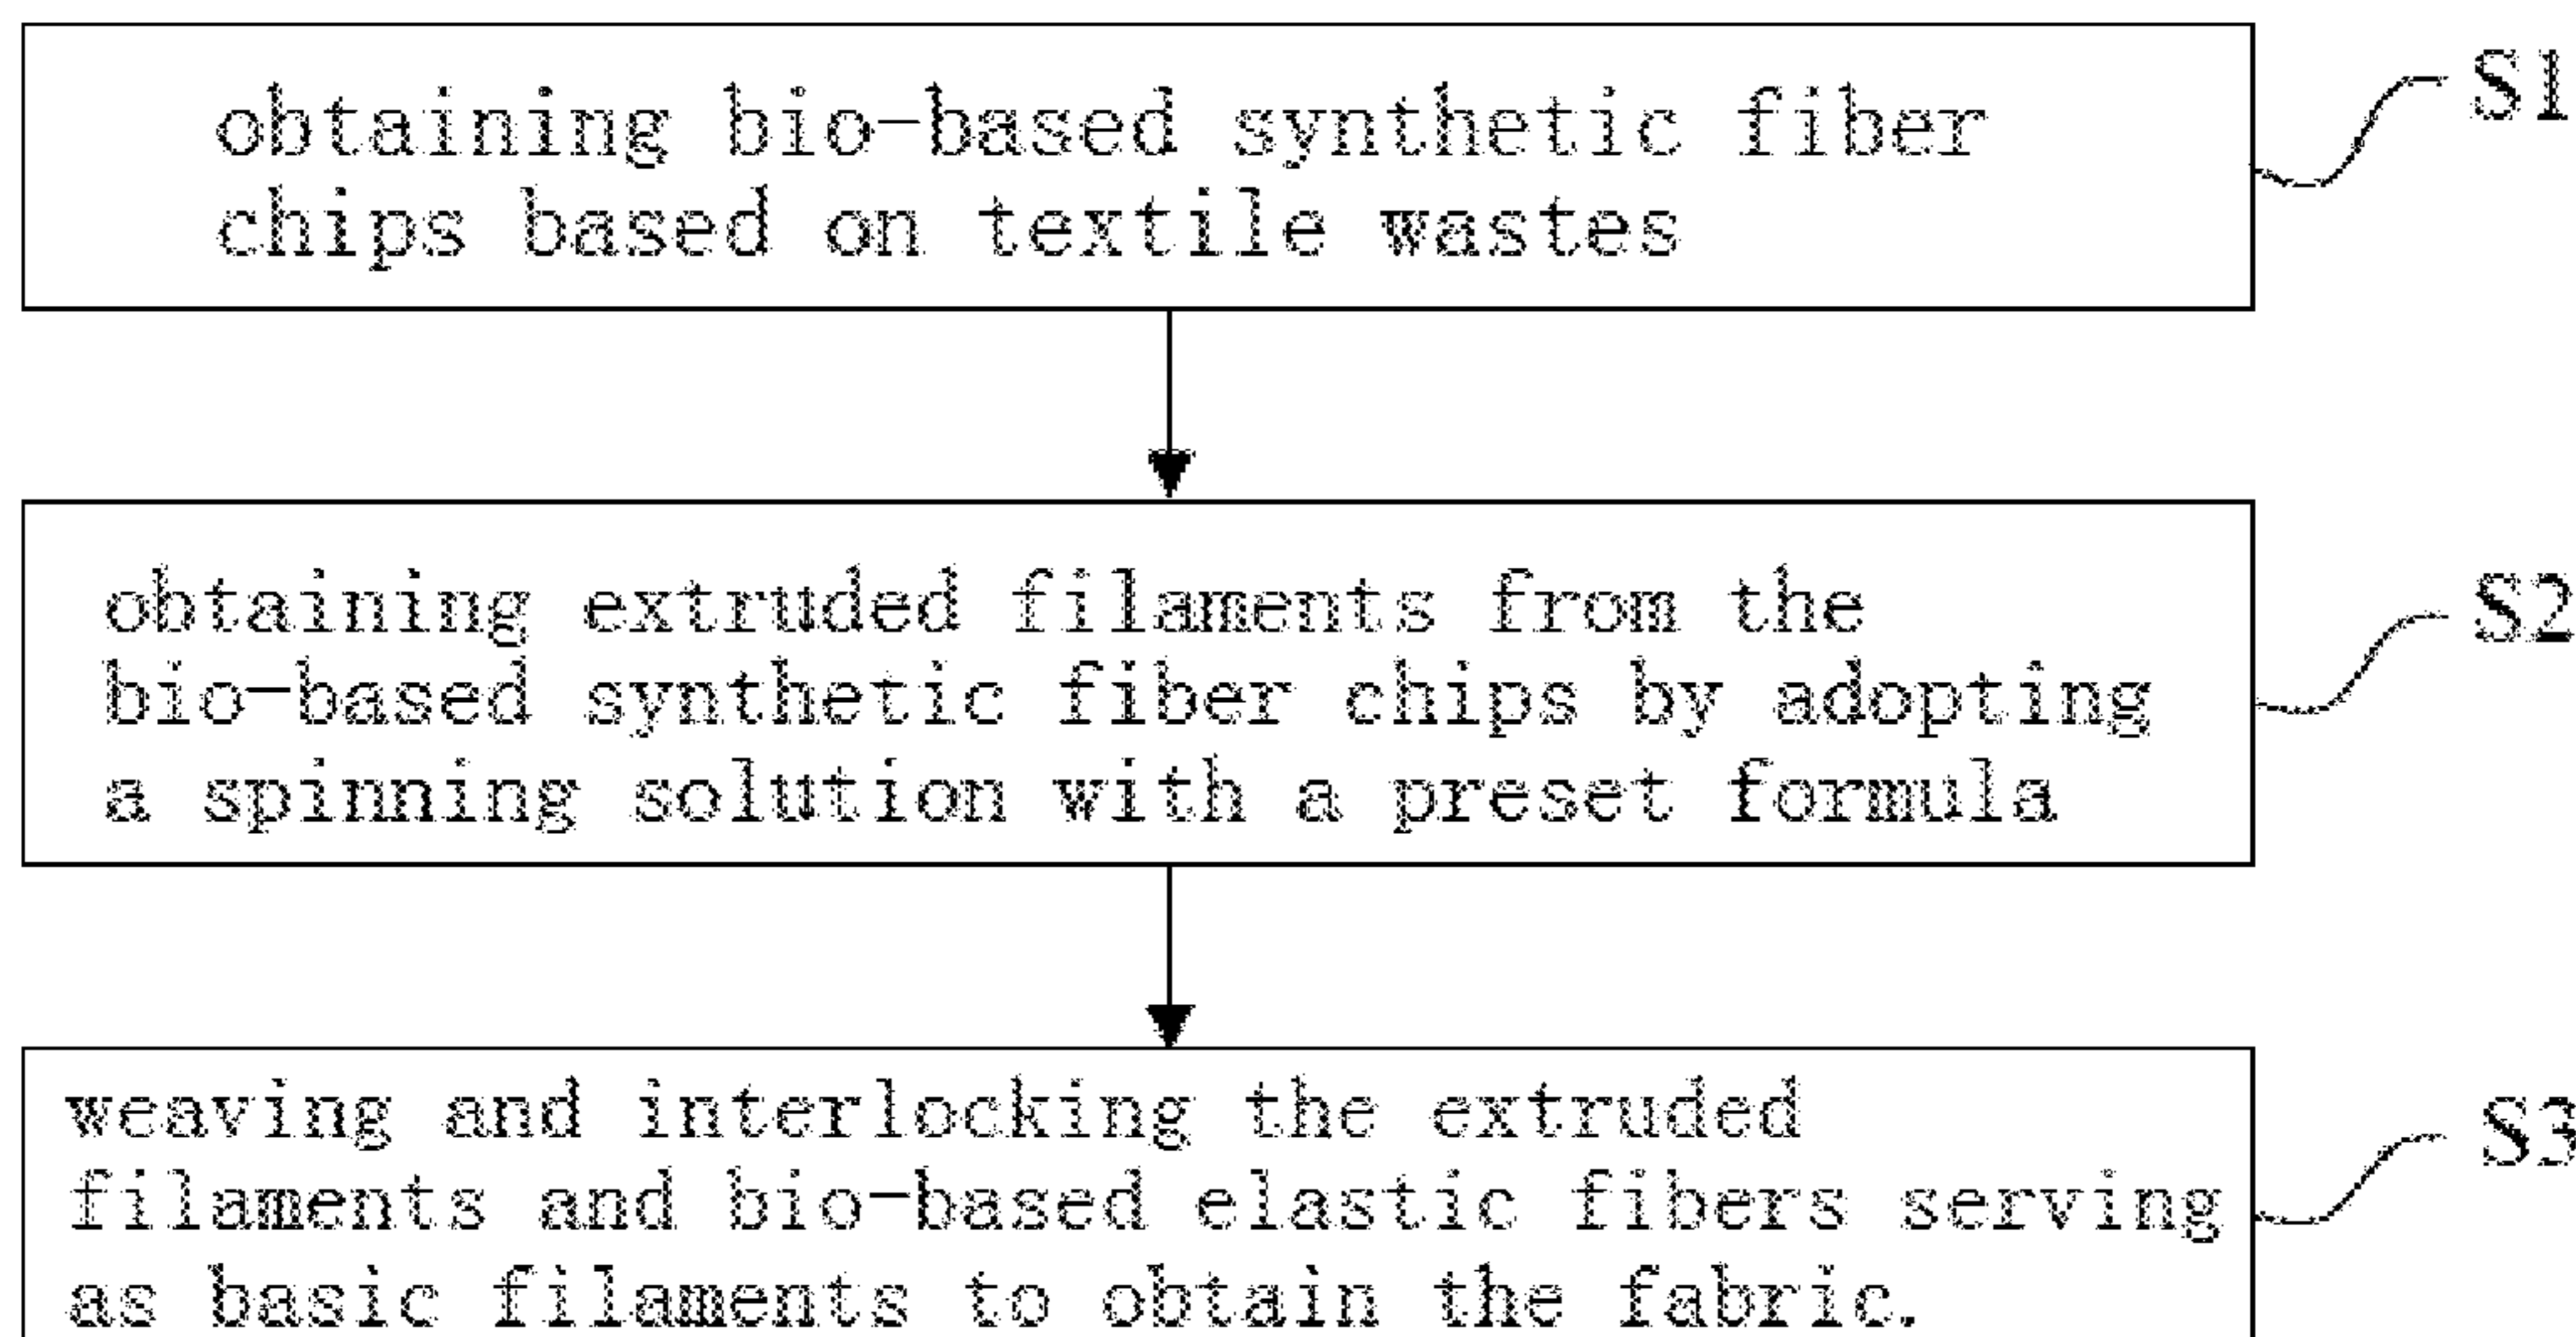 obtaining bio-based synthetic fiber
chips based on textile wastes
S1
obtaining extruded filaments from the
bio-based synthetic fiber chips by adopting
a spinning solution with a preset formula
S2
weaving and interlocking the extruded
filaments and bio-based elastic fibers serving
as basic filaments to obtain the fabric.
S3